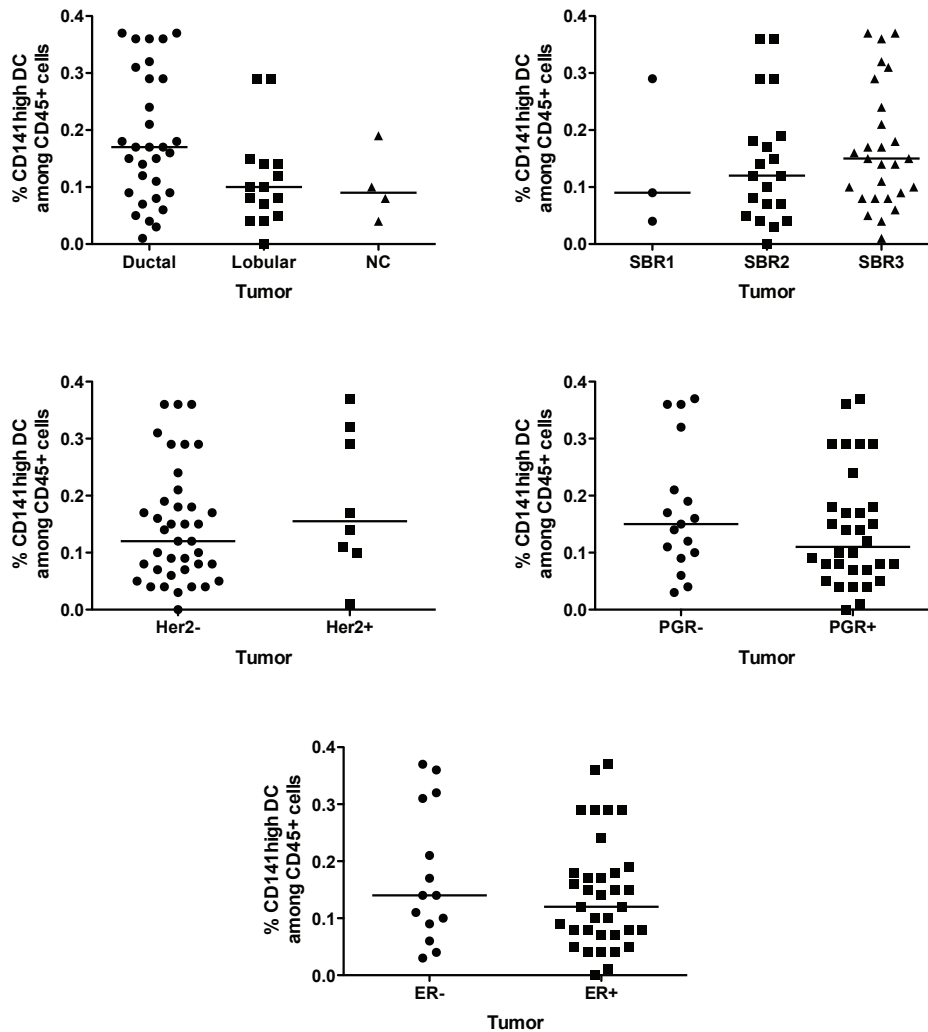 % CD141high DC
among CD45+ cells
0.4
0.3
0.2
0.1
0.0
Ductal Lobular NC
Tumor
% CD141high DC
among CD45+ cells
0.4
0.3
0.2
0.1
0.0
SBR1 SBR2 SBR3
Tumor
% CD141high DC
among CD45+ cells
0.4
0.3
0.2
0.1
0.0
Her2- Her2+
Tumor
% CD141high DC
among CD45+ cells
0.4
0.3
0.2
0.1
0.0
PGR- PGR+
Tumor
% CD141high DC
among CD45+ cells
0.4
0.3
0.2
0.1
0.0
ER- ER+
Tumor